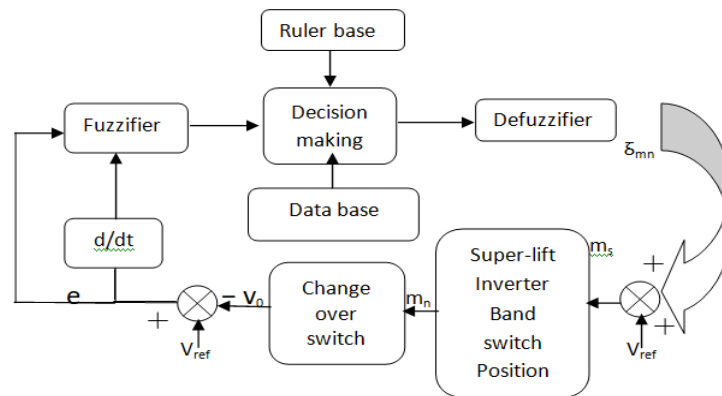 Ruler base
Fuzzifier
Decision
making
Defuzzifier
δmn
Data base
d/dt
Super-lift
Inverter
Band
switch
Position
ms
+
+
Vref
mn
Change
over
switch
– v0
e
+
Vref